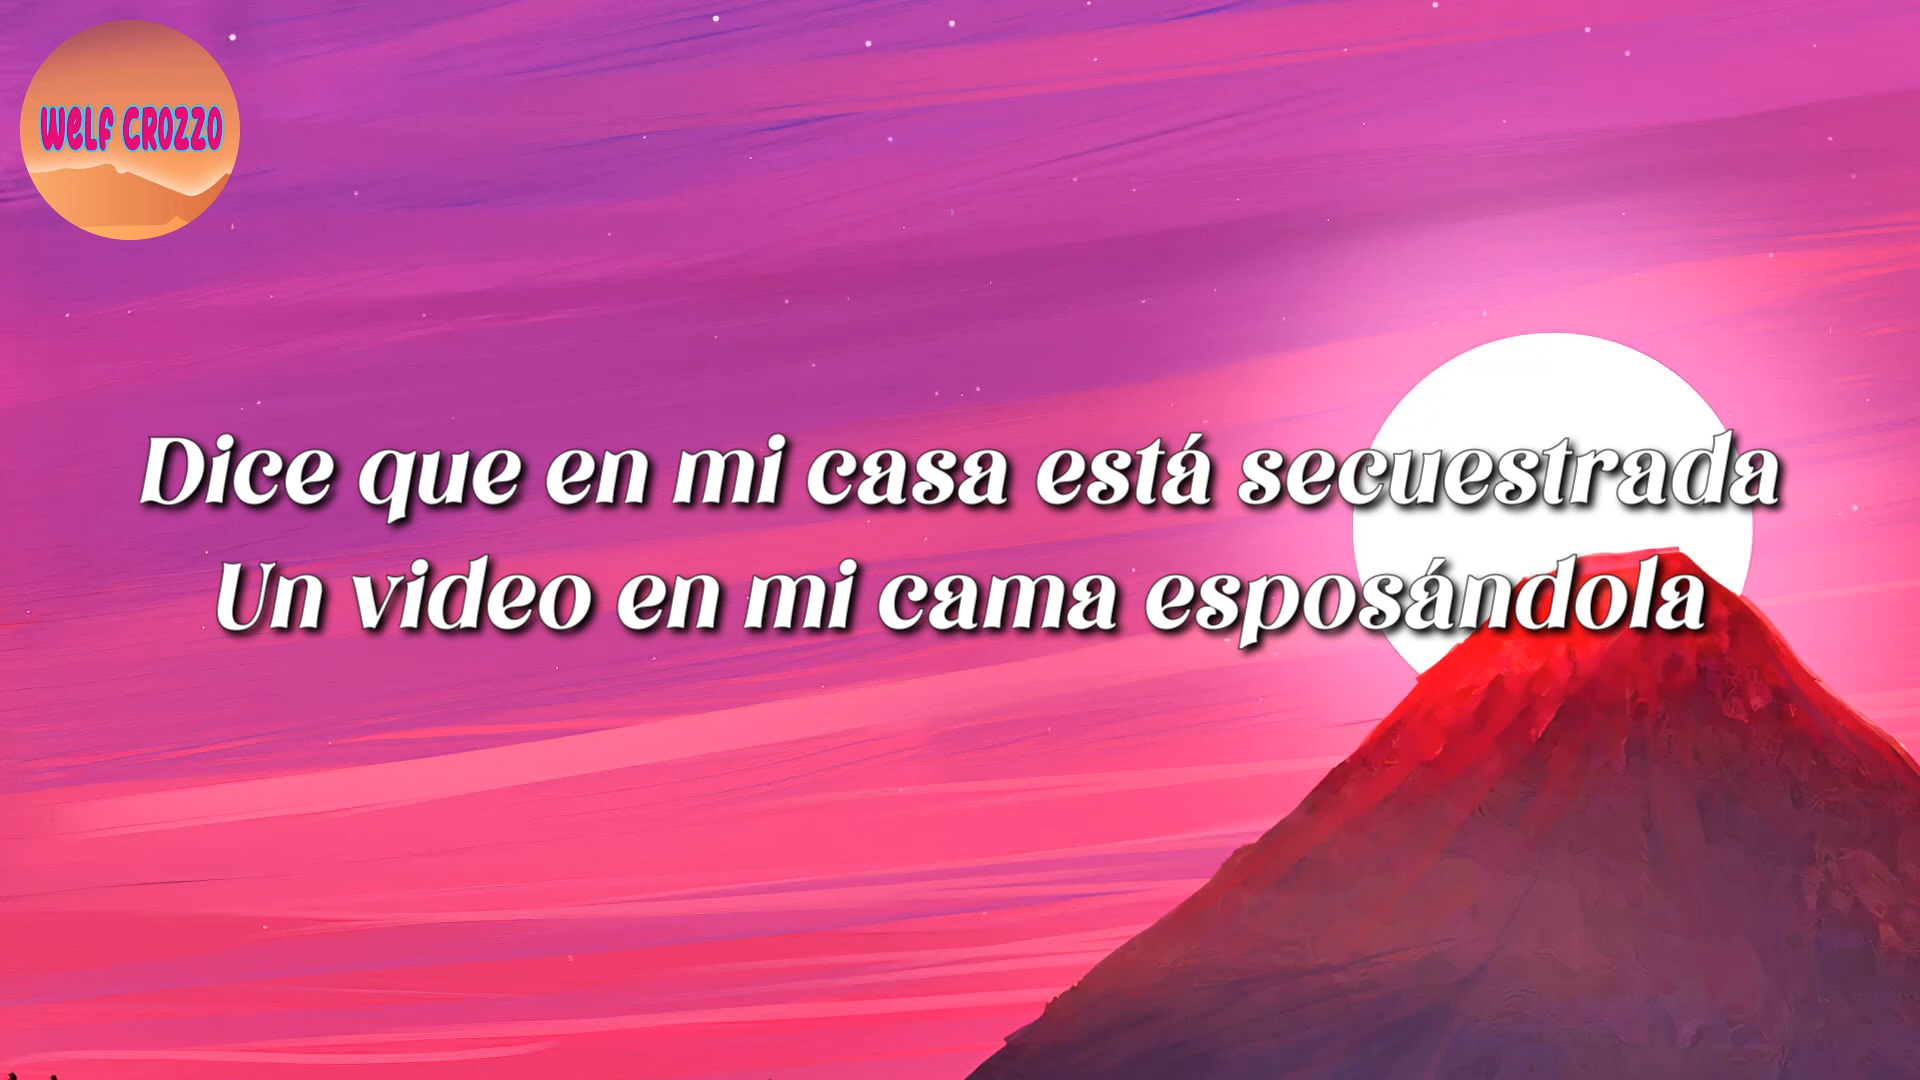 WELF CROZZO
Dice que en mi casa está secuestrada
Un video en mi cama esposándola